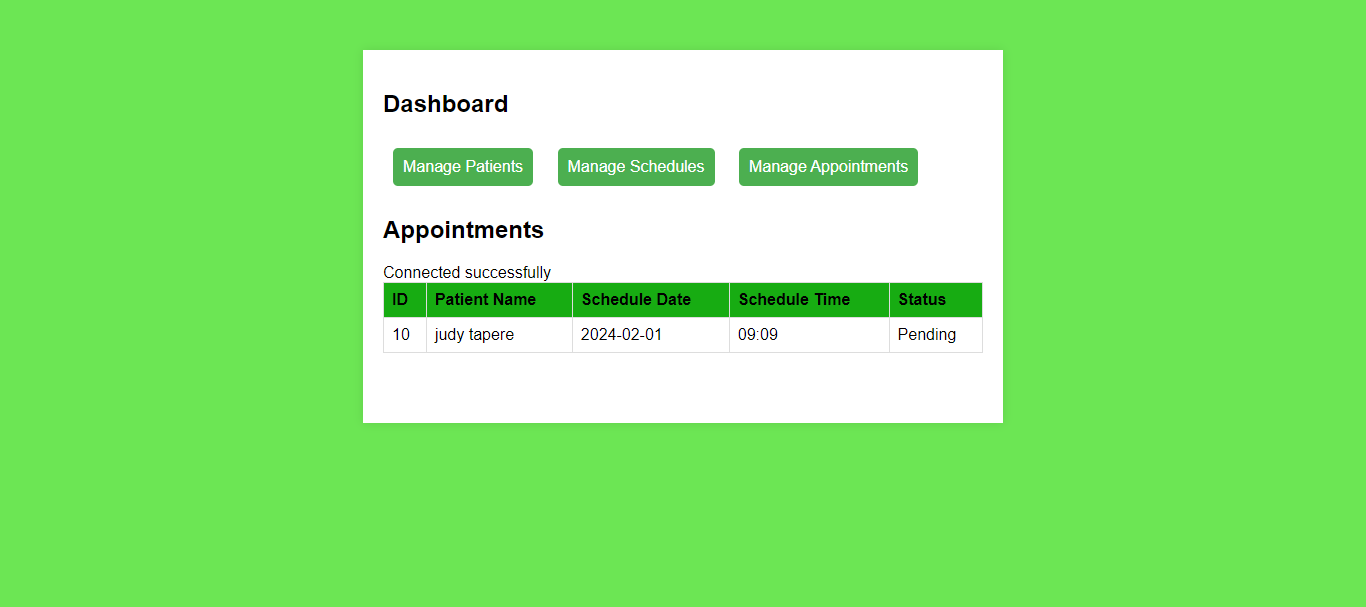 Dashboard
Manage Patients Manage Schedules Manage Appointments
Appointments
Connected successfully
ID Patient Name Schedule Date Schedule Time Status
10 judy tapere 2024-02-01 09:09 Pending